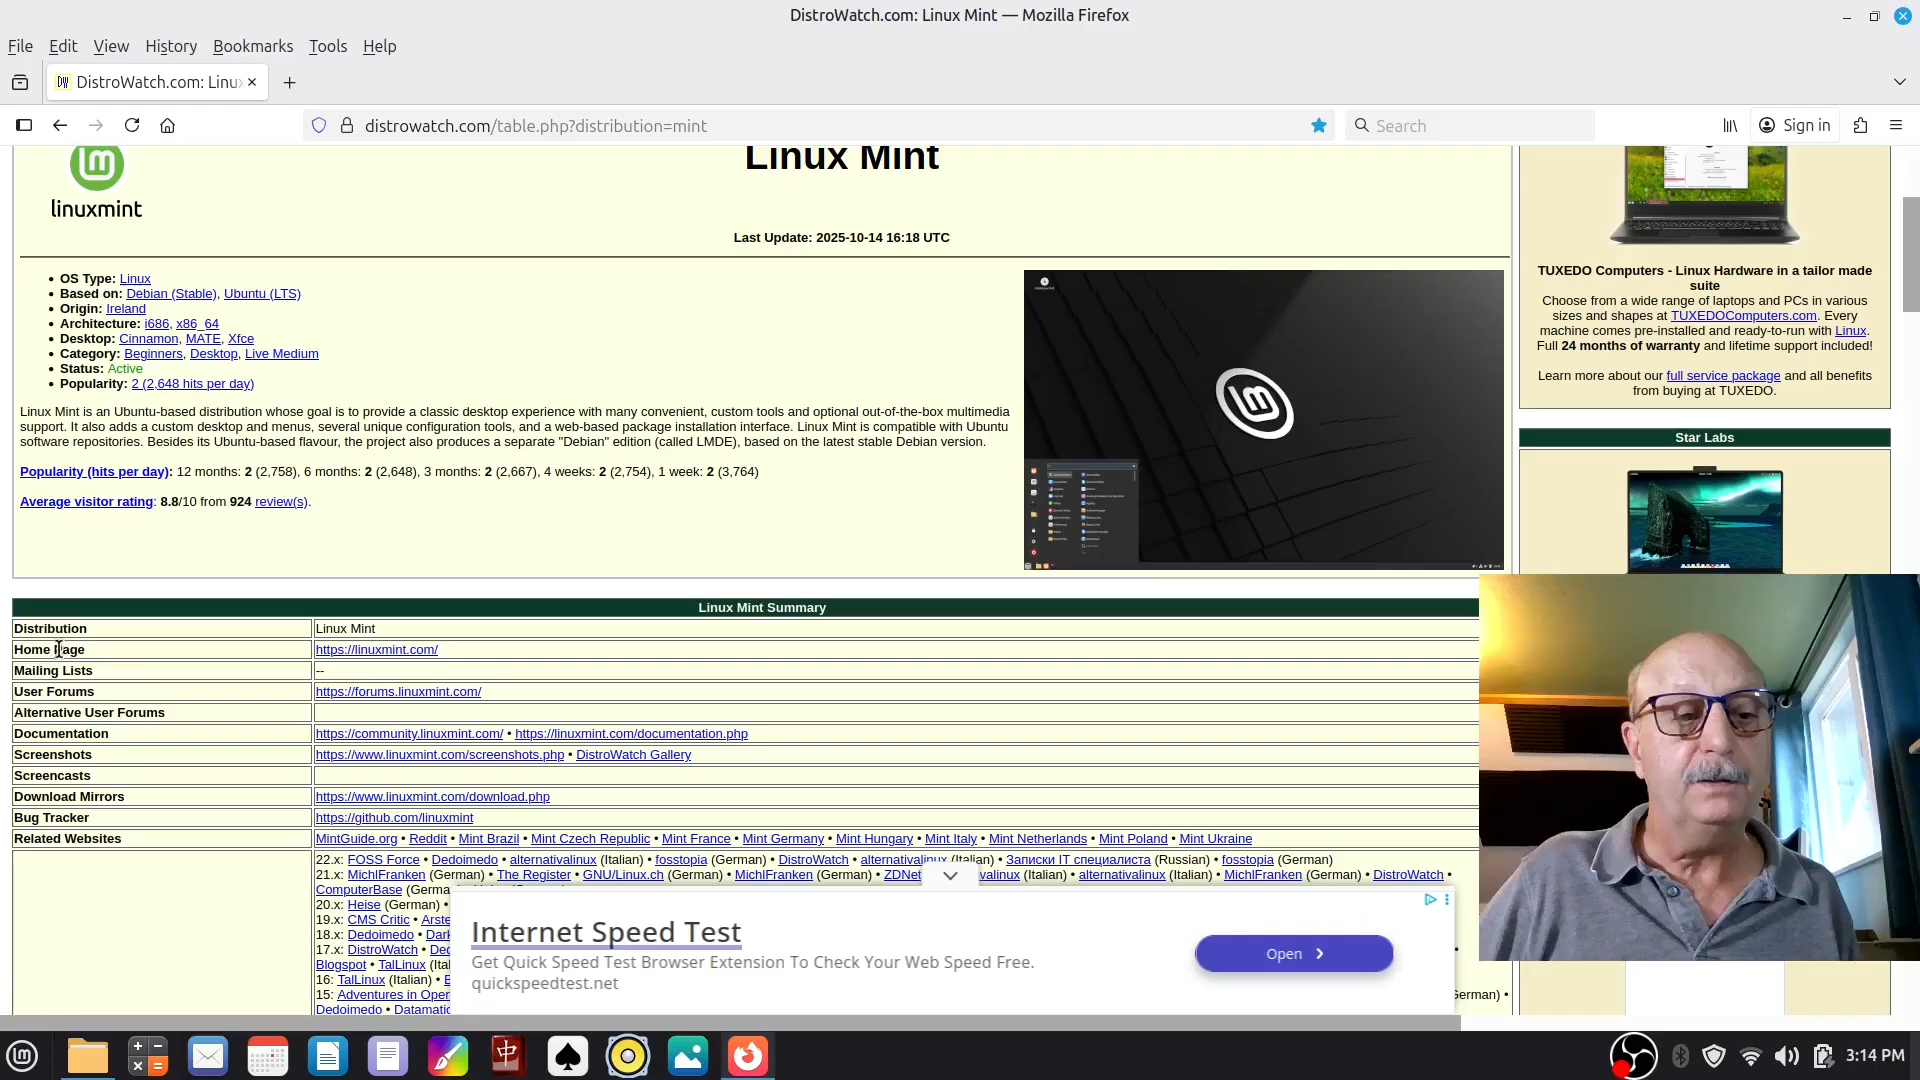 DistroWatch.com: Linux Mint — Mozilla Firefox
File Edit View History Bookmarks Tools Help
DistroWatch.com: Linu
distrowatch.com/table.php?distribution=mint
Search
Sign in
linuxmint
Linux Mint
Last Update: 2025-10-14 16:18 UTC
• OS Type: Linux
• Based on: Debian (Stable), Ubuntu (LTS)
• Origin: Ireland
• Architecture: i686, x86_64
• Desktop: Cinnamon, MATE, Xfce
• Category: Beginners, Desktop, Live Medium
• Status: Active
• Popularity: 2 (2,648 hits per day)
Linux Mint is an Ubuntu-based distribution whose goal is to provide a classic desktop experience with many convenient, custom tools and optional out-of-the-box multimedia
support. It also adds a custom desktop and menus, several unique configuration tools, and a web-based package installation interface. Linux Mint is compatible with Ubuntu
software repositories. Besides its Ubuntu-based flavour, the project also produces a separate "Debian" edition (called LMDE), based on the latest stable Debian version.
Popularity (hits per day): 12 months: 2 (2,758), 6 months: 2 (2,648), 3 months: 2 (2,667), 4 weeks: 2 (2,754), 1 week: 2 (3,764)
Average visitor rating: 8.8/10 from 924 review(s).
TUXEDO Computers - Linux Hardware in a tailor made
suite
Choose from a wide range of laptops and PCs in various
sizes and shapes at TUXEDOComputers.com. Every
machine comes pre-installed and ready-to-run with Linux.
Full 24 months of warranty and lifetime support included!
Learn more about our full service package and all benefits
from buying at TUXEDO.
Star Labs
Linux Mint Summary
Distribution Linux Mint
Home Page https://linuxmint.com/
Mailing Lists --
User Forums https://forums.linuxmint.com/
Alternative User Forums
Documentation https://community.linuxmint.com/ • https://linuxmint.com/documentation.php
Screenshots https://www.linuxmint.com/screenshots.php • DistroWatch Gallery
Screencasts
Download Mirrors https://www.linuxmint.com/download.php
Bug Tracker https://github.com/linuxmint
Related Websites MintGuide.org • Reddit • Mint Brazil • Mint Czech Republic • Mint France • Mint Germany • Mint Hungary • Mint Italy • Mint Netherlands • Mint Poland • Mint Ukraine
22.x: FOSS Force • Dedoimedo • alternativalinux (Italian) • fosstopia (German) • DistroWatch • alternativalinux (Italian) • Записки IT специалиста (Russian) • fosstopia (German)
21.x: MichlFranken (German) • The Register • GNU/Linux.ch (German) • MichlFranken (German) • ZDNet valinux (Italian) • alternativalinux (Italian) • MichlFranken (German) • DistroWatch •
ComputerBase (Germa
20.x: Heise (German) •
19.x: CMS Critic • Arste
18.x: Dedoimedo • Dark
17.x: DistroWatch • Ded
Blogspot • TalLinux (Ital
16: TalLinux (Italian) •
15: Adventures in Oper German) •
Dedoimedo • Datamatic
Internet Speed Test
Get Quick Speed Test Browser Extension To Check Your Web Speed Free.
quickspeedtest.net
Open
中
3:14 PM